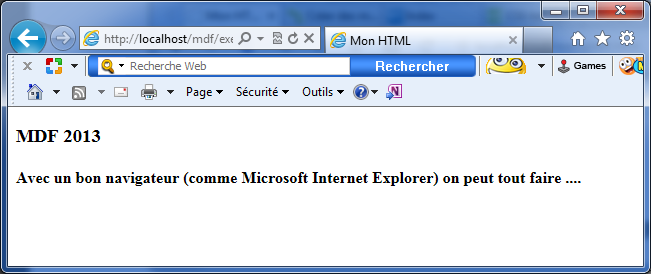 http://localhost/mdf/exe
Mon HTML
Recherche Web
Rechercher
Games
Page
Sécurité
Outils
MDF 2013
Avec un bon navigateur (comme Microsoft Internet Explorer) on peut tout faire ....